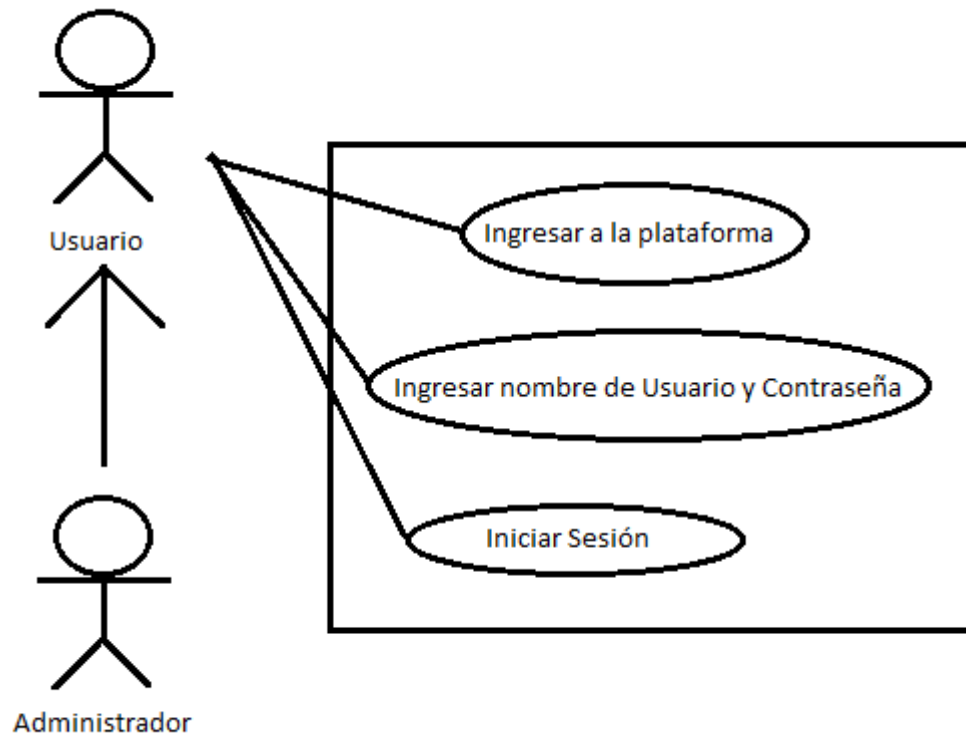 Usuario
Ingresar a la plataforma
Ingresar nombre de Usuario y Contraseña
Iniciar Sesión
Administrador